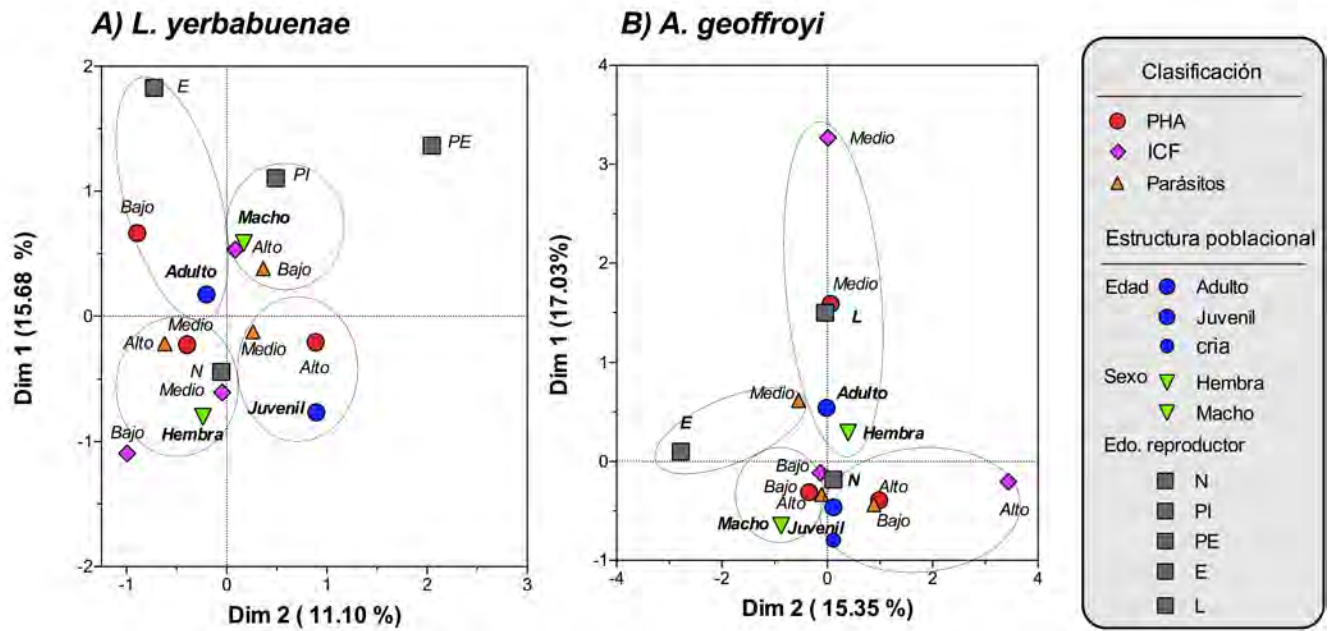 A) L. yerbabuenae
2
1
0
-1
-2
-1
0
1
2
3
Dim 1 (15.68 %)
Dim 2 ( 11.10 %)
E
PE
PI
Bajo
Macho
Alto
Bajo
Adulto
Medio
Alto
Medio
Alto
N
Medio
Juvenil
Hembra
Bajo
B) A. geoffroyi
4
3
2
1
0
-1
-4
-2
0
2
4
Dim 1 (17.03%)
Dim 2 ( 15.35 %)
Medio
Medio
L
Medio
Adulto
E
Hembra
Bajo
N
Bajo
Alto
Alto
Alto
Bajo
Macho
Juvenil
Clasificación
PHA
ICF
Parásitos
Estructura poblacional
Edad Adulto
Juvenil
cria
Sexo Hembra
Macho
Edo. reproductor
N
PI
PE
E
L